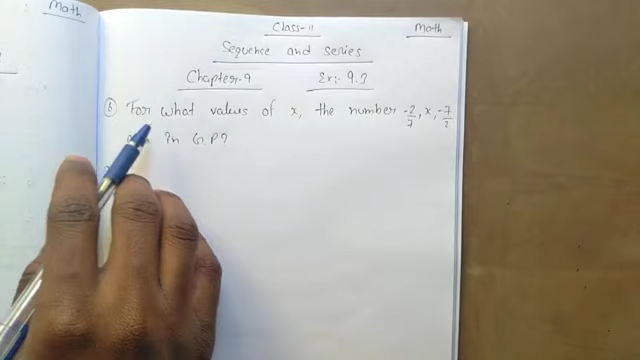 Math
Class-11
Math
Sequence and series
Chapter-9
Ex:- 9.3
⑥ For what values of x, the number -2/7, x, -7/2
in G.P?